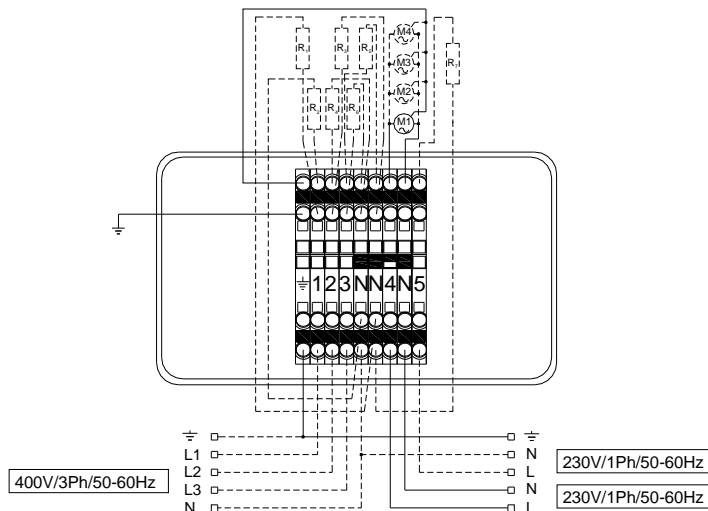 M4
R R R R
M3
M2
R R R
M1
1 2 3 N N 4 N 5
L1
N
L2
L
230V/1Ph/50-60Hz
400V/3Ph/50-60Hz
L3
N
230V/1Ph/50-60Hz
N
L